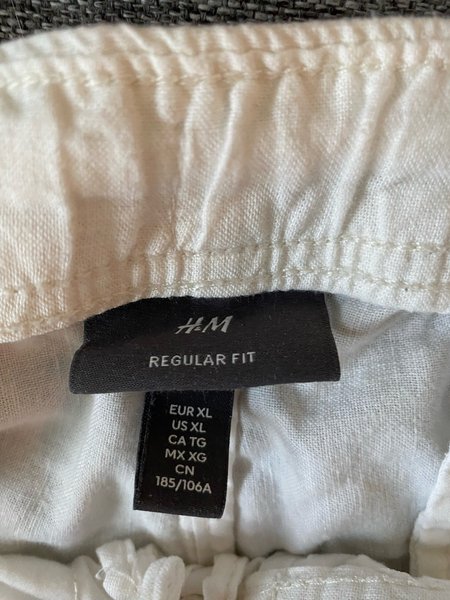 H&M
REGULAR FIT
EUR XL
US XL
CA TG
MX XG
CN
185/106A